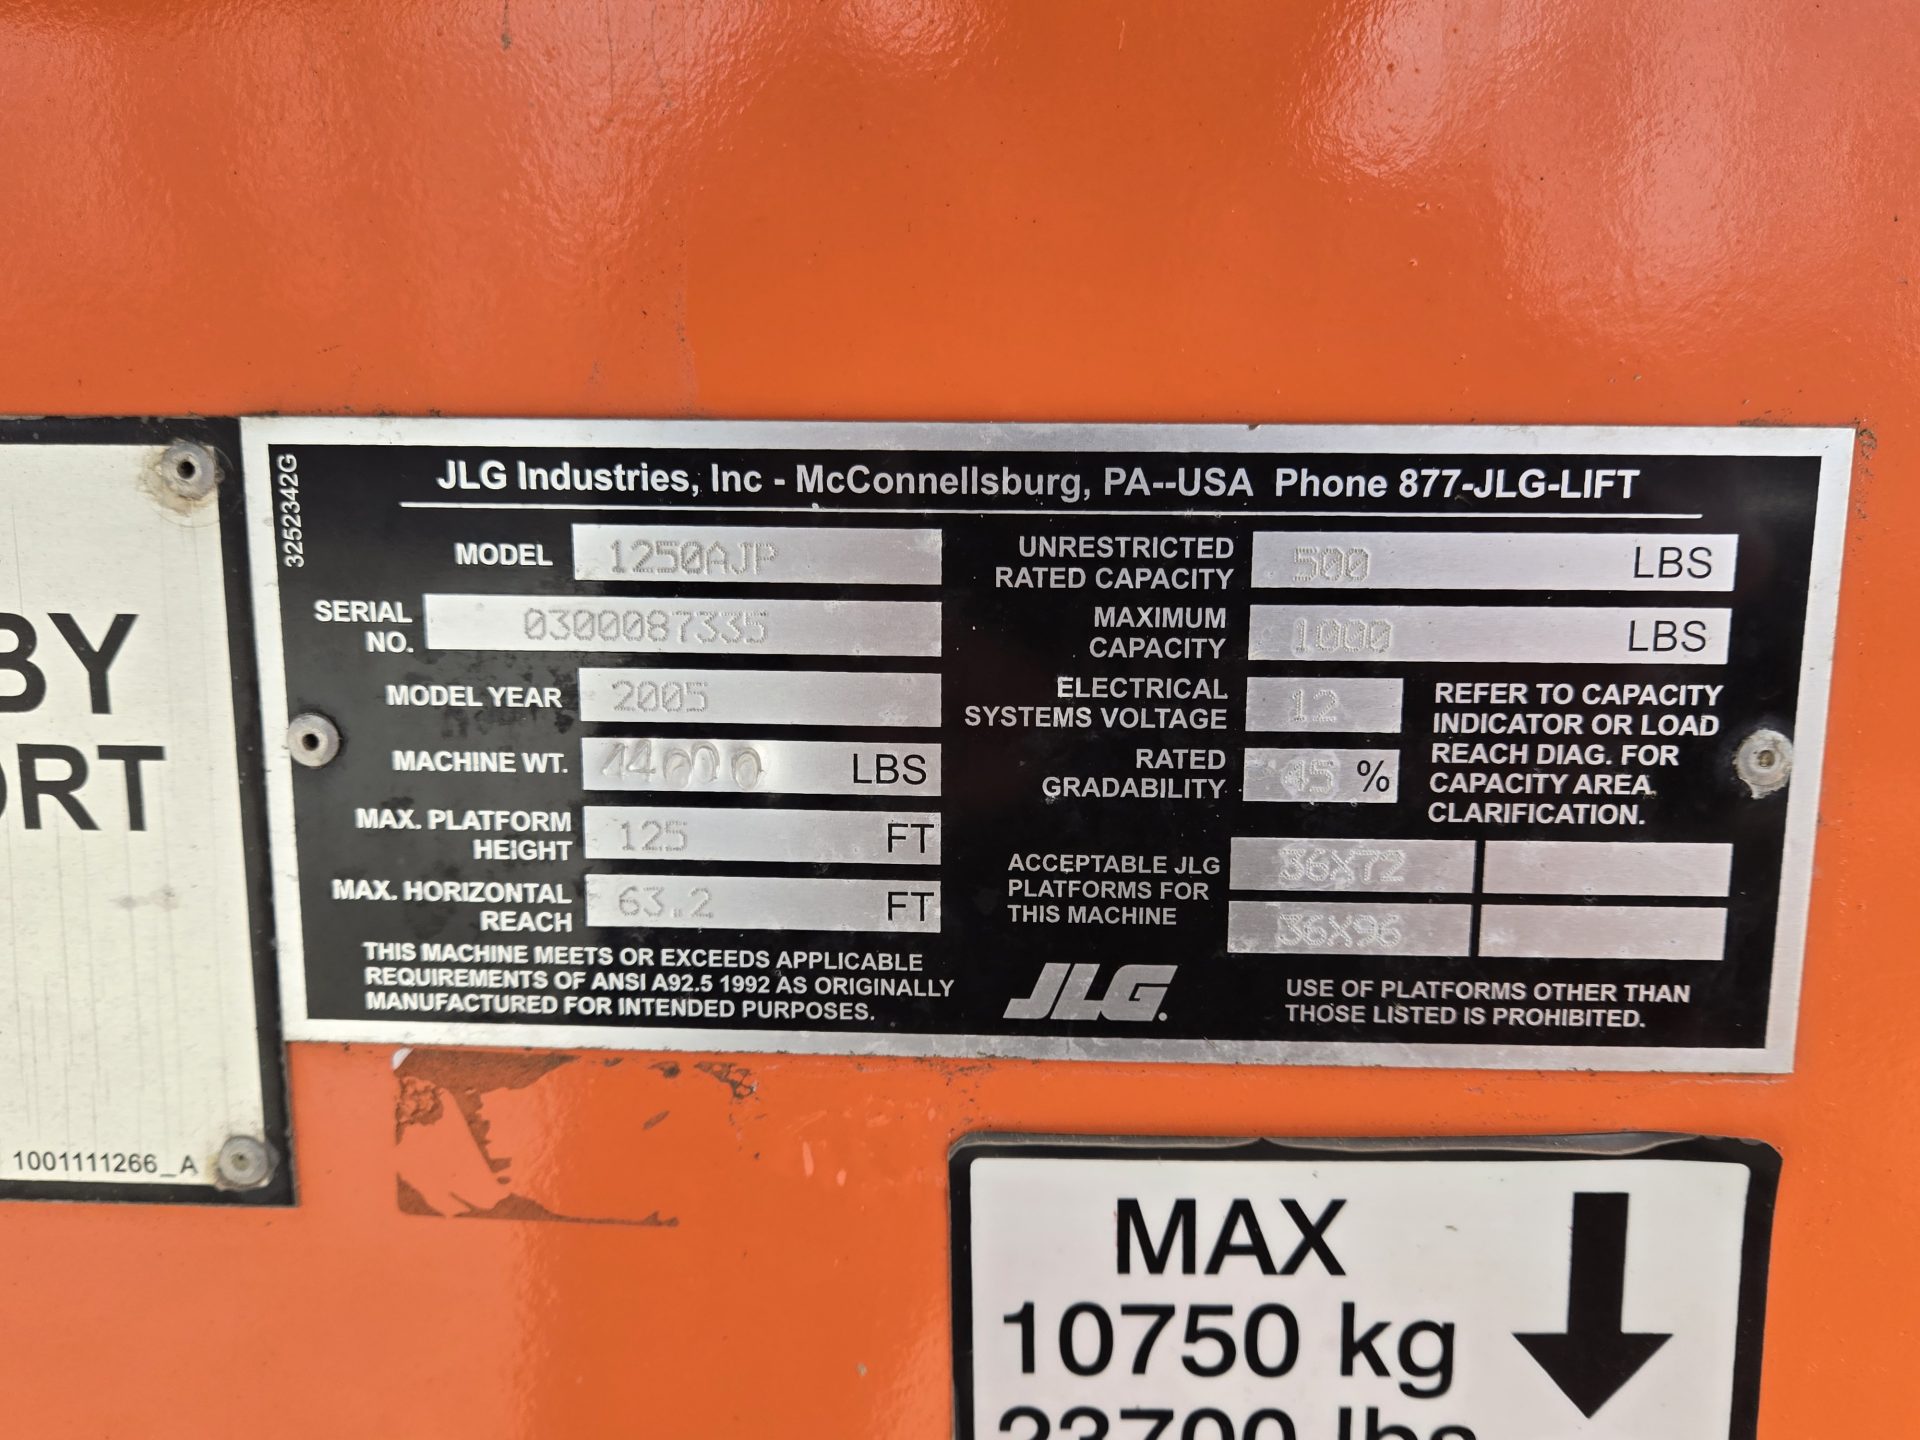 BY
ORT
1001111266_A
32523342G
JLG Industries, Inc - McConnellsburg, PA--USA Phone 877-JLG-LIFT
MODEL 1250AJP
SERIAL
NO. 0300087335
MODEL YEAR 2005
MACHINE WT. 44000 LBS
MAX. PLATFORM
HEIGHT 125 FT
MAX. HORIZONTAL
REACH 63.2 FT
THIS MACHINE MEETS OR EXCEEDS APPLICABLE
REQUIREMENTS OF ANSI A92.5 1992 AS ORIGINALLY
MANUFACTURED FOR INTENDED PURPOSES.
UNRESTRICTED
RATED CAPACITY 500 LBS
MAXIMUM
CAPACITY 1000 LBS
ELECTRICAL
SYSTEMS VOLTAGE 12
RATED
GRADABILITY 45 %
REFER TO CAPACITY
INDICATOR OR LOAD
REACH DIAG. FOR
CAPACITY AREA
CLARIFICATION.
ACCEPTABLE JLG
PLATFORMS FOR
THIS MACHINE
36X72
36X96
JLG.
USE OF PLATFORMS OTHER THAN
THOSE LISTED IS PROHIBITED.
MAX
10750 kg
23700 lbs